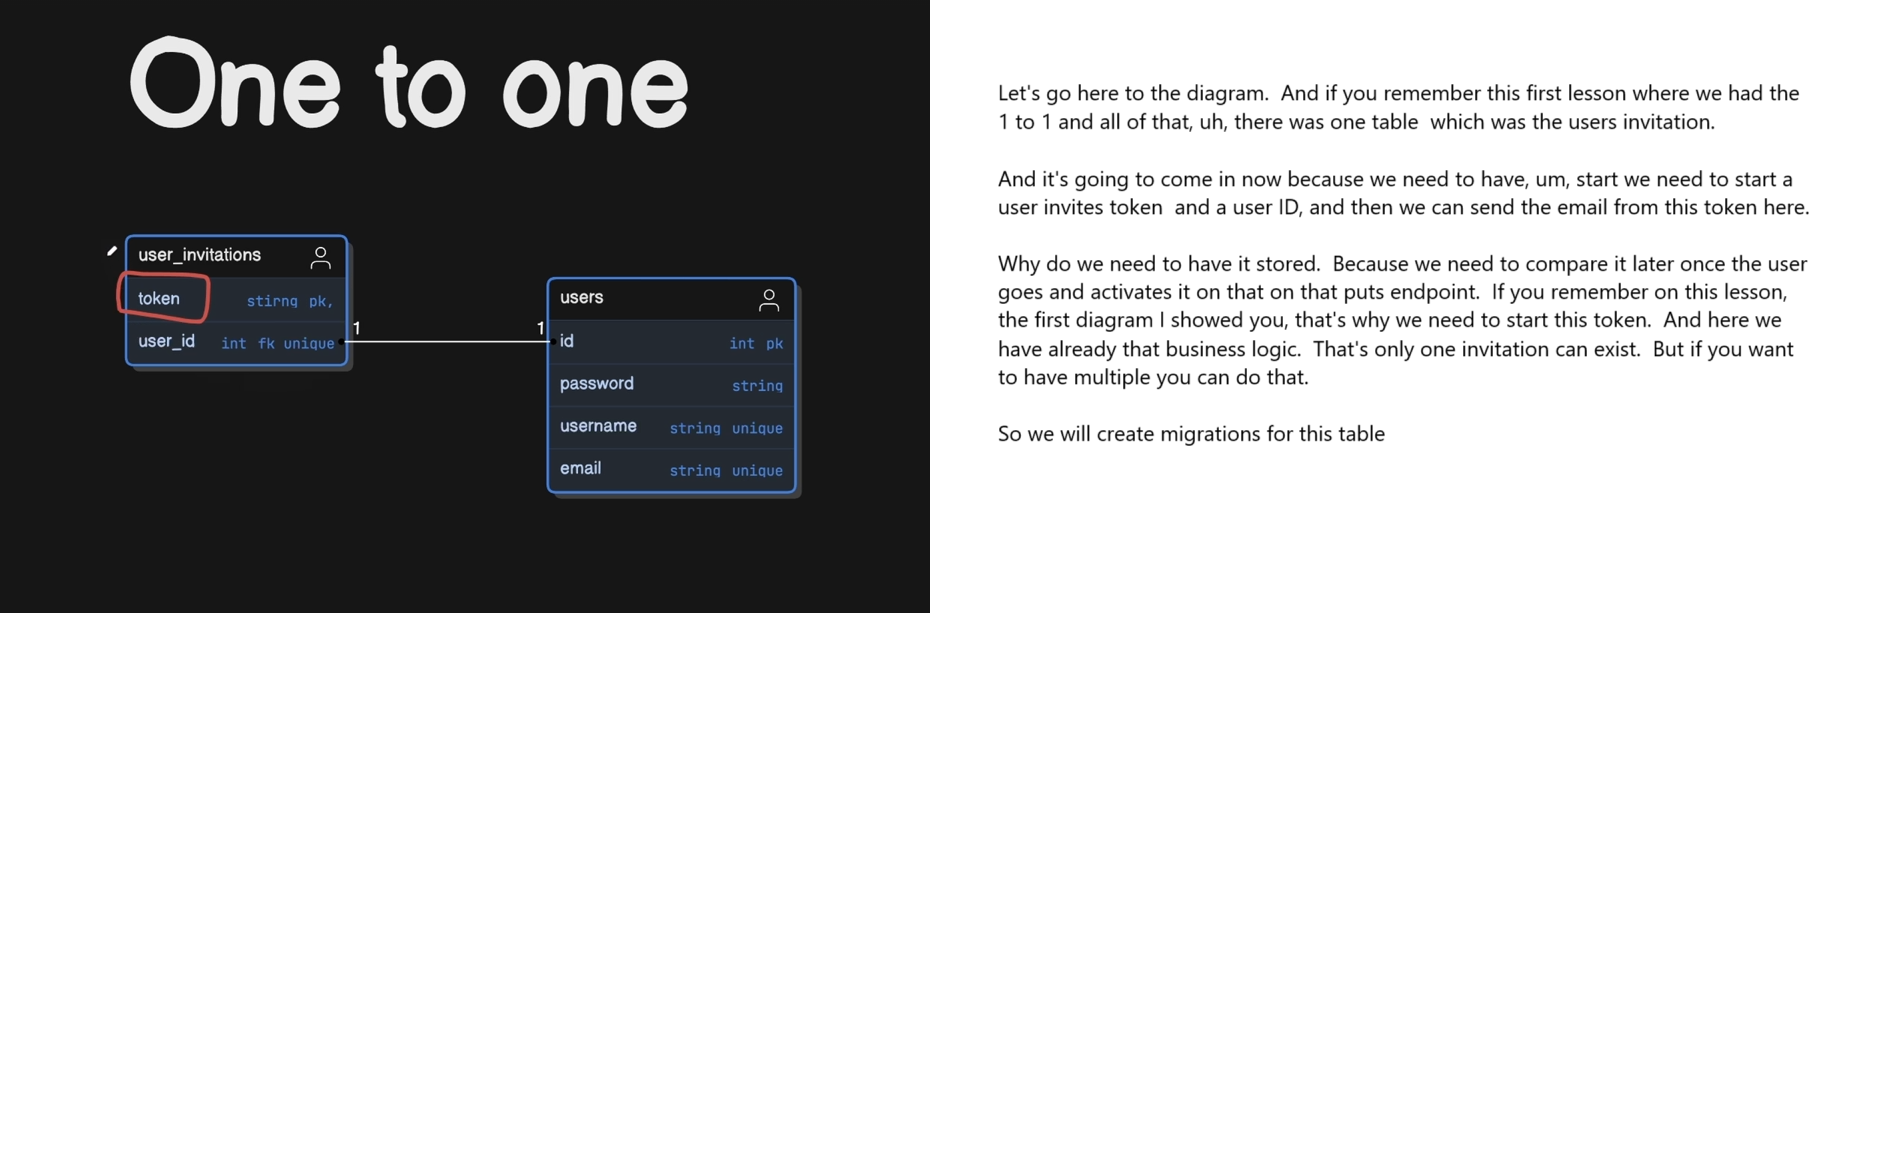 One to one
user_invitations
token stirng pk,
user_id int fk unique
1 1
users
id int pk
password string
username string unique
email string unique
Let's go here to the diagram.  And if you remember this first lesson where we had the
1 to 1 and all of that, uh, there was one table  which was the users invitation.
And it's going to come in now because we need to have, um, start we need to start a
user invites token  and a user ID, and then we can send the email from this token here.
Why do we need to have it stored.  Because we need to compare it later once the user
goes and activates it on that on that puts endpoint.  If you remember on this lesson,
the first diagram I showed you, that's why we need to start this token.  And here we
have already that business logic.  That's only one invitation can exist.  But if you want
to have multiple you can do that.
So we will create migrations for this table